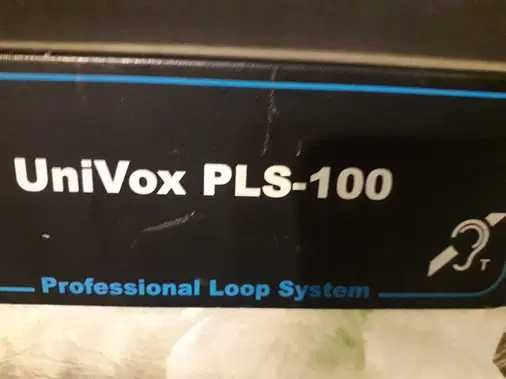 UniVox PLS-100
T
Professional Loop System